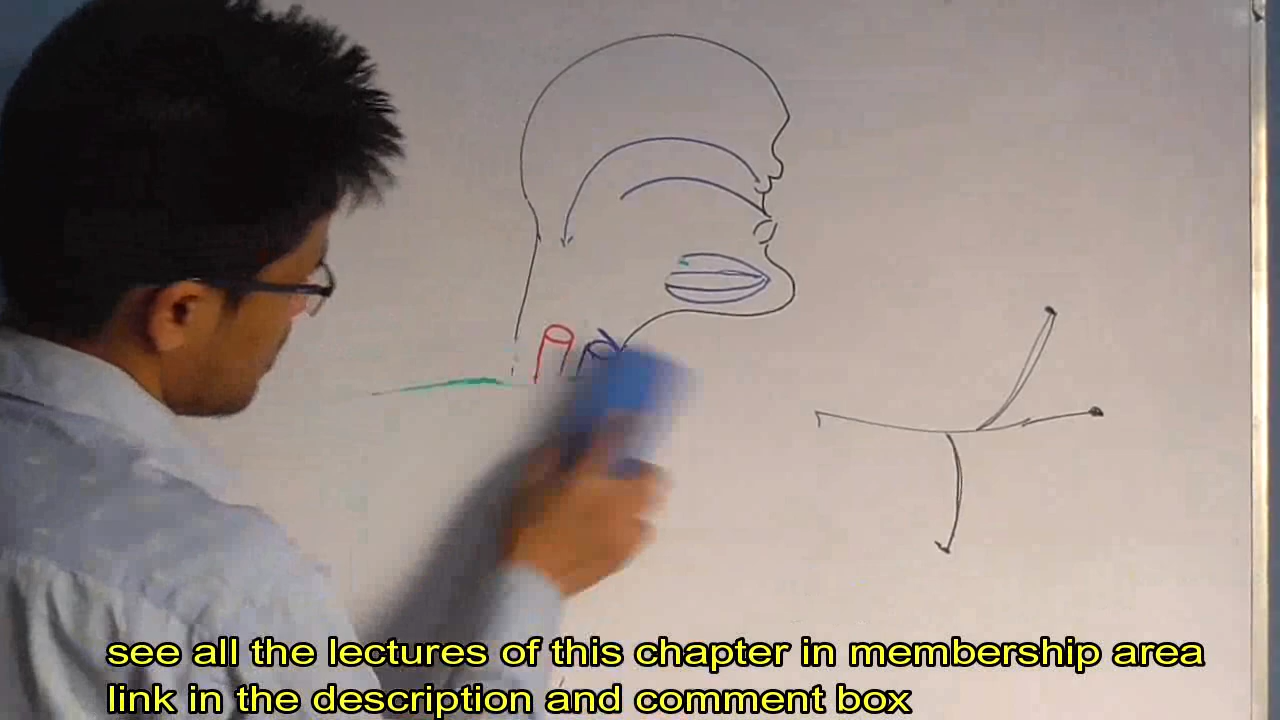 see all the lectures of this chapter in membership area
link in the description and comment box